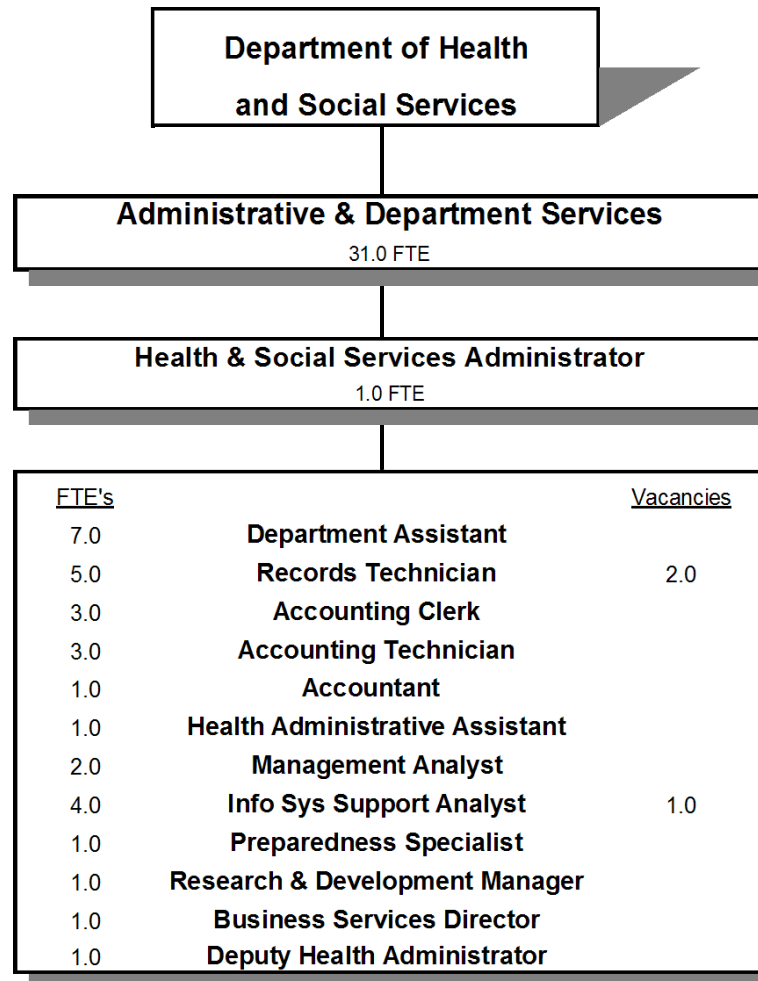 Department of Health
and Social Services
Administrative & Department Services
31.0 FTE
Health & Social Services Administrator
1.0 FTE
FTE's Vacancies
7.0 Department Assistant
5.0 Records Technician 2.0
3.0 Accounting Clerk
3.0 Accounting Technician
1.0 Accountant
1.0 Health Administrative Assistant
2.0 Management Analyst
4.0 Info Sys Support Analyst 1.0
1.0 Preparedness Specialist
1.0 Research & Development Manager
1.0 Business Services Director
1.0 Deputy Health Administrator